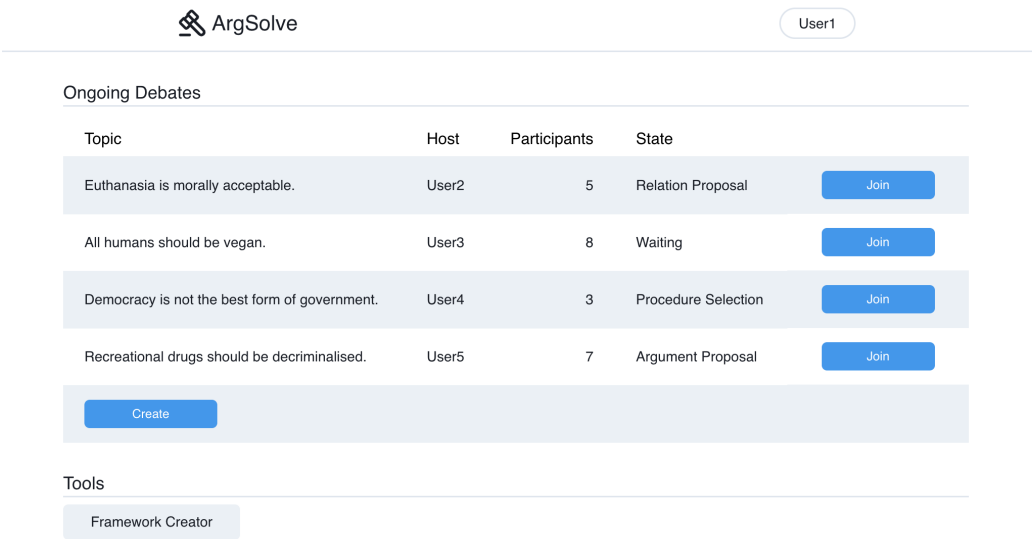 ArgSolve User1
Ongoing Debates
Topic Host Participants State
Euthanasia is morally acceptable. User2 5 Relation Proposal Join
All humans should be vegan. User3 8 Waiting Join
Democracy is not the best form of government. User4 3 Procedure Selection Join
Recreational drugs should be decriminalised. User5 7 Argument Proposal Join
Create
Tools
Framework Creator